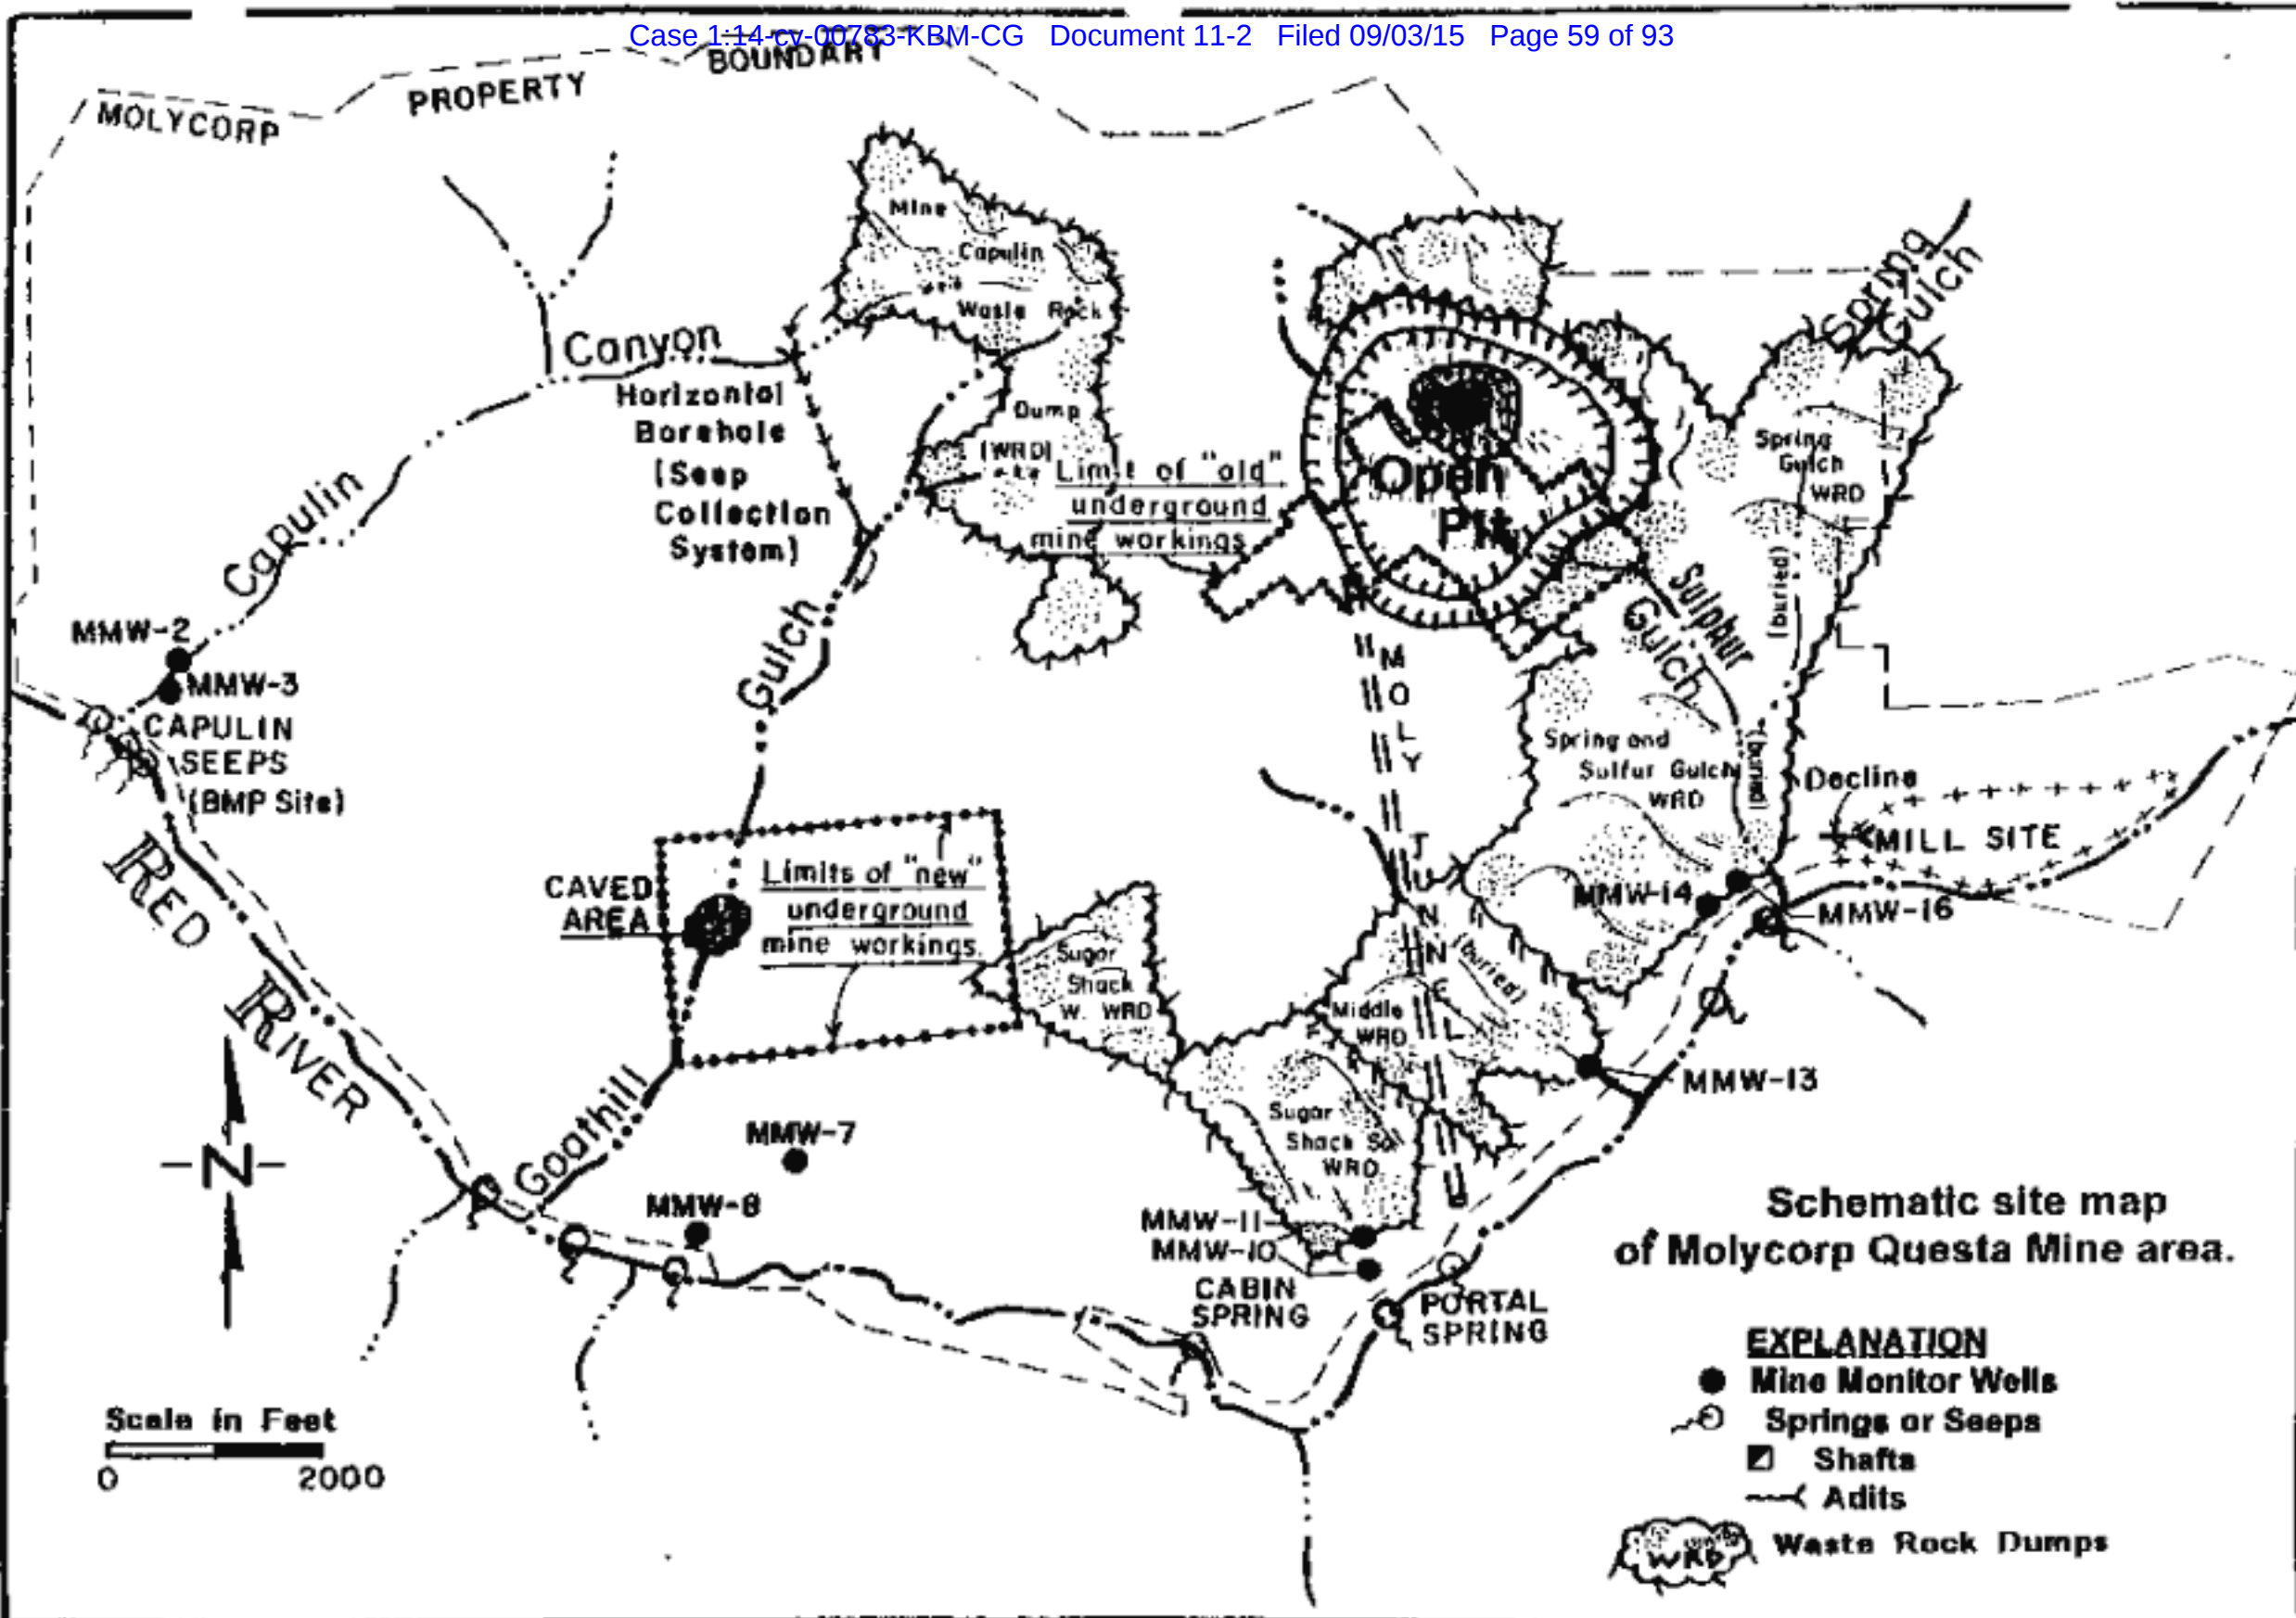 Case 1:14-cv-00783-KBM-CG Document 11-2 Filed 09/03/15 Page 59 of 93
MOLYCORP PROPERTY BOUNDARY
Mine
Capulin
Waste Rock
Dump
(WRD)
Spring
Gulch
Capulin Canyon
Horizontal
Borehole
(Seep
Collection
System)
Limit of "old"
underground
mine workings
Open
Pit
Spring
Gulch
WRD
(buried)
Sulphur
Gulch
MMW-2
MMW-3
CAPULIN
SEEPS
(BMP Site)
Goathill Gulch
MOLY TUNNEL
Spring and
Sulfur Gulch
WRD
(buried)
Decline
MILL SITE
CAVED
AREA
Limits of "new"
underground
mine workings.
MMW-14
MMW-16
RED
RIVER
Sugar
Shack
W. WRD
Middle
WRD
(buried)
MMW-13
N
MMW-7
MMW-8
Sugar
Shack So.
WRD
MMW-11
MMW-10
CABIN
SPRING
PORTAL
SPRING
Schematic site map
of Molycorp Questa Mine area.
EXPLANATION
Mine Monitor Wells
Springs or Seeps
Shafts
Adits
WRD
Waste Rock Dumps
Scale in Feet
0 2000